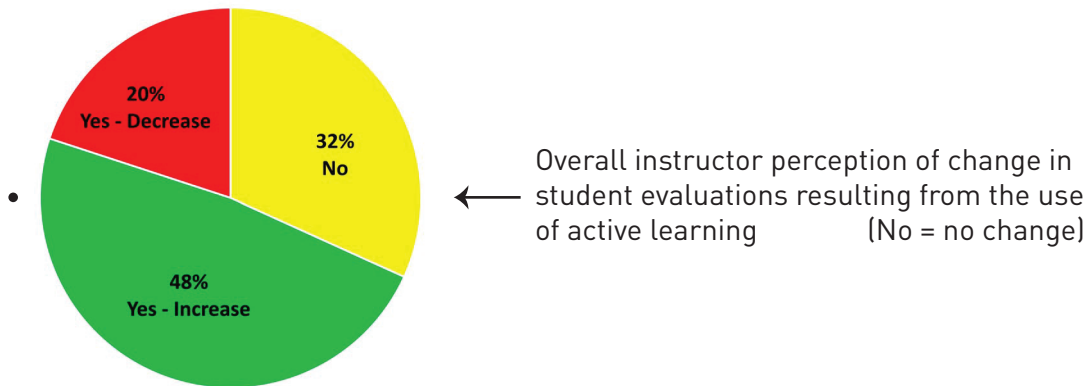 20%
Yes - Decrease
32%
No
48%
Yes - Increase
Overall instructor perception of change in
student evaluations resulting from the use
of active learning (No = no change)